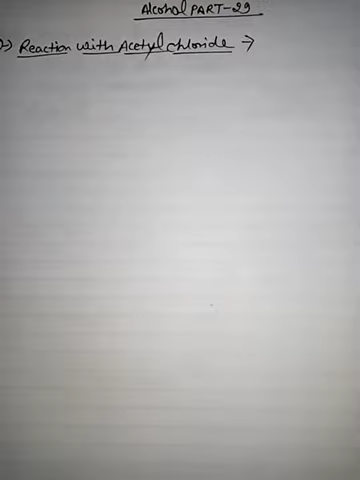 Alcohol PART-29
→ Reaction with Acetyl chloride →